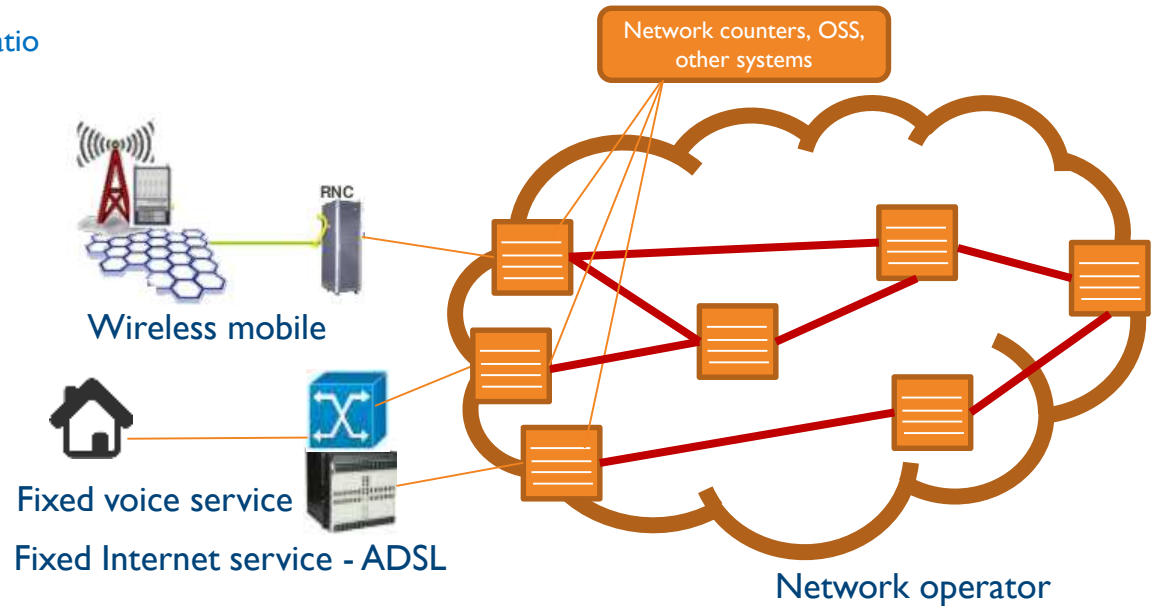 atio
Network counters, OSS,
other systems
RNC
Wireless mobile
Fixed voice service
Fixed Internet service - ADSL
Network operator